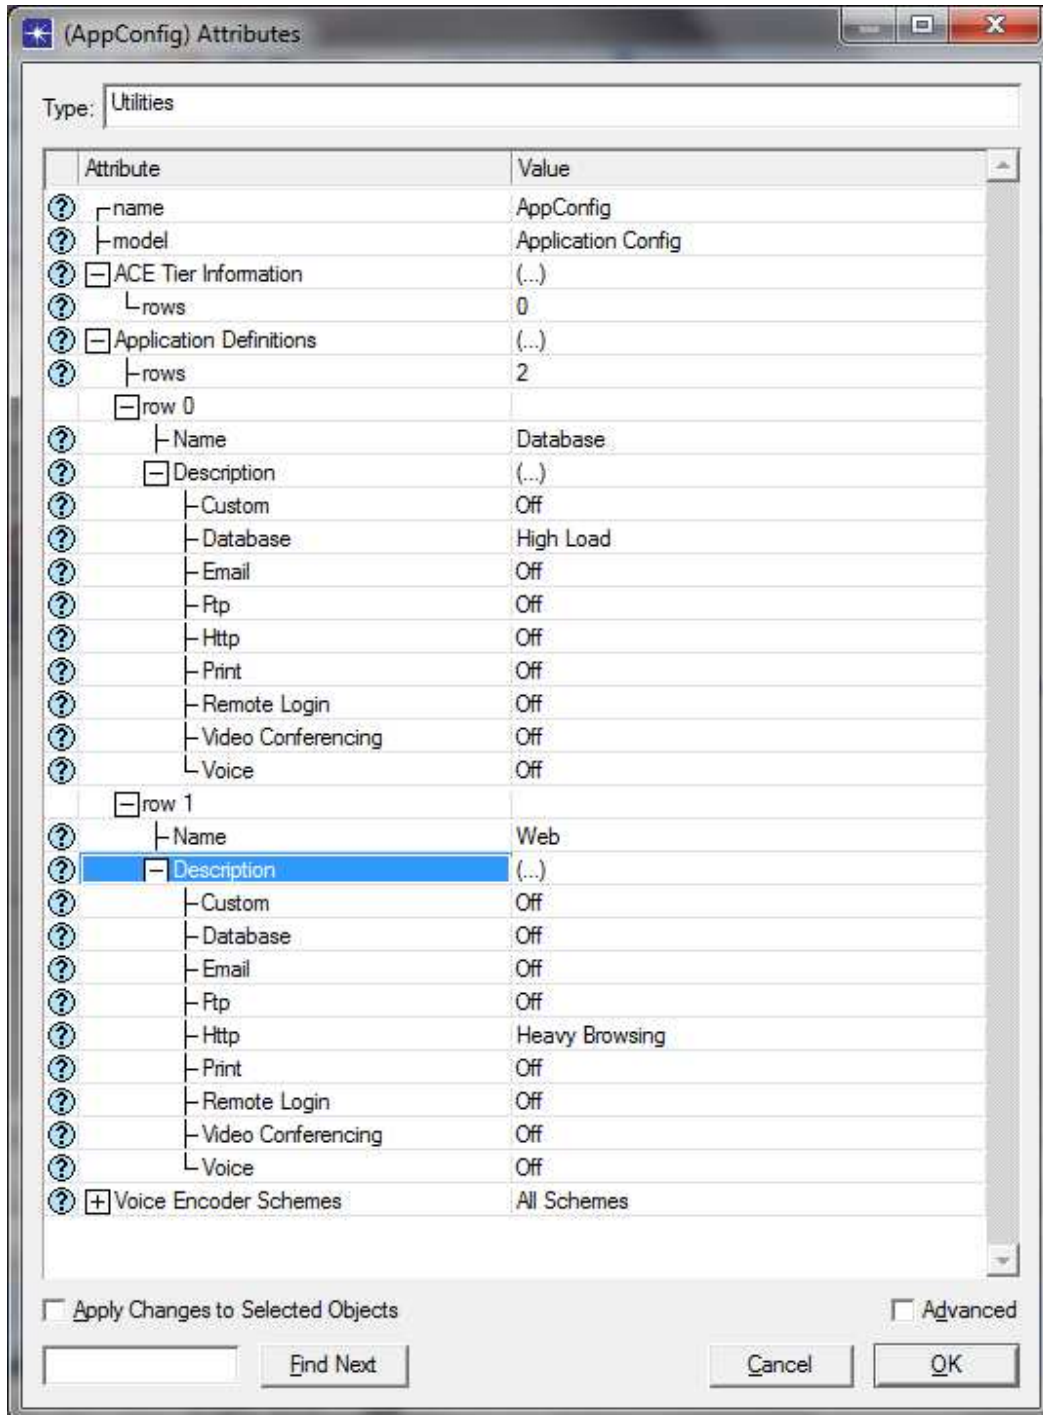 (AppConfig) Attributes
Type: Utilities
Attribute Value
name AppConfig
model Application Config
ACE Tier Information (...)
rows 0
Application Definitions (...)
rows 2
row 0
Name Database
Description (...)
Custom Off
Database High Load
Email Off
Ftp Off
Http Off
Print Off
Remote Login Off
Video Conferencing Off
Voice Off
row 1
Name Web
Description (...)
Custom Off
Database Off
Email Off
Ftp Off
Http Heavy Browsing
Print Off
Remote Login Off
Video Conferencing Off
Voice Off
Voice Encoder Schemes All Schemes
Apply Changes to Selected Objects Advanced
Find Next Cancel OK